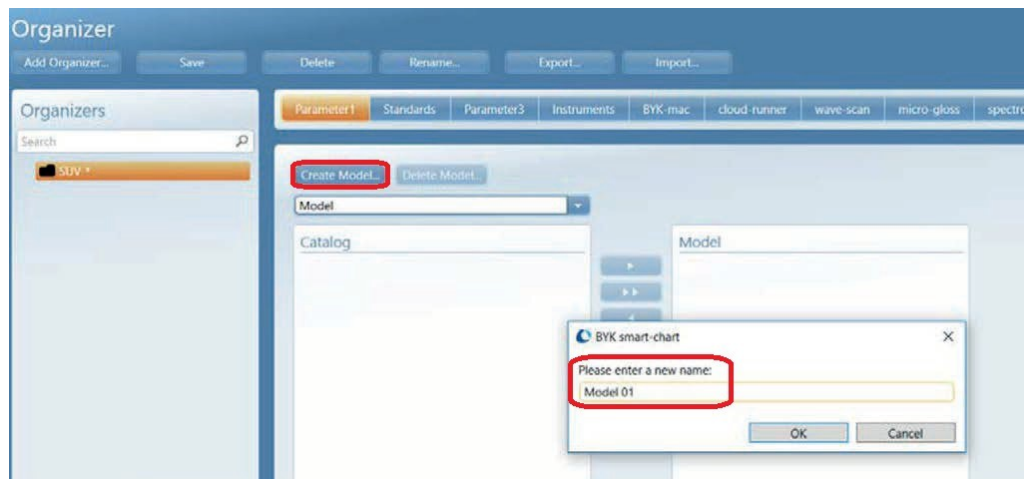 Organizer
Add Organizer... Save Delete Rename... Export... Import...
Organizers
Search
SUV *
Parameter1 Standards Parameter3 Instruments BYK-mac cloud-runner wave-scan micro-gloss spectro
Create Model... Delete Model...
Model
Catalog
Model
BYK smart-chart
Please enter a new name:
Model 01
OK Cancel